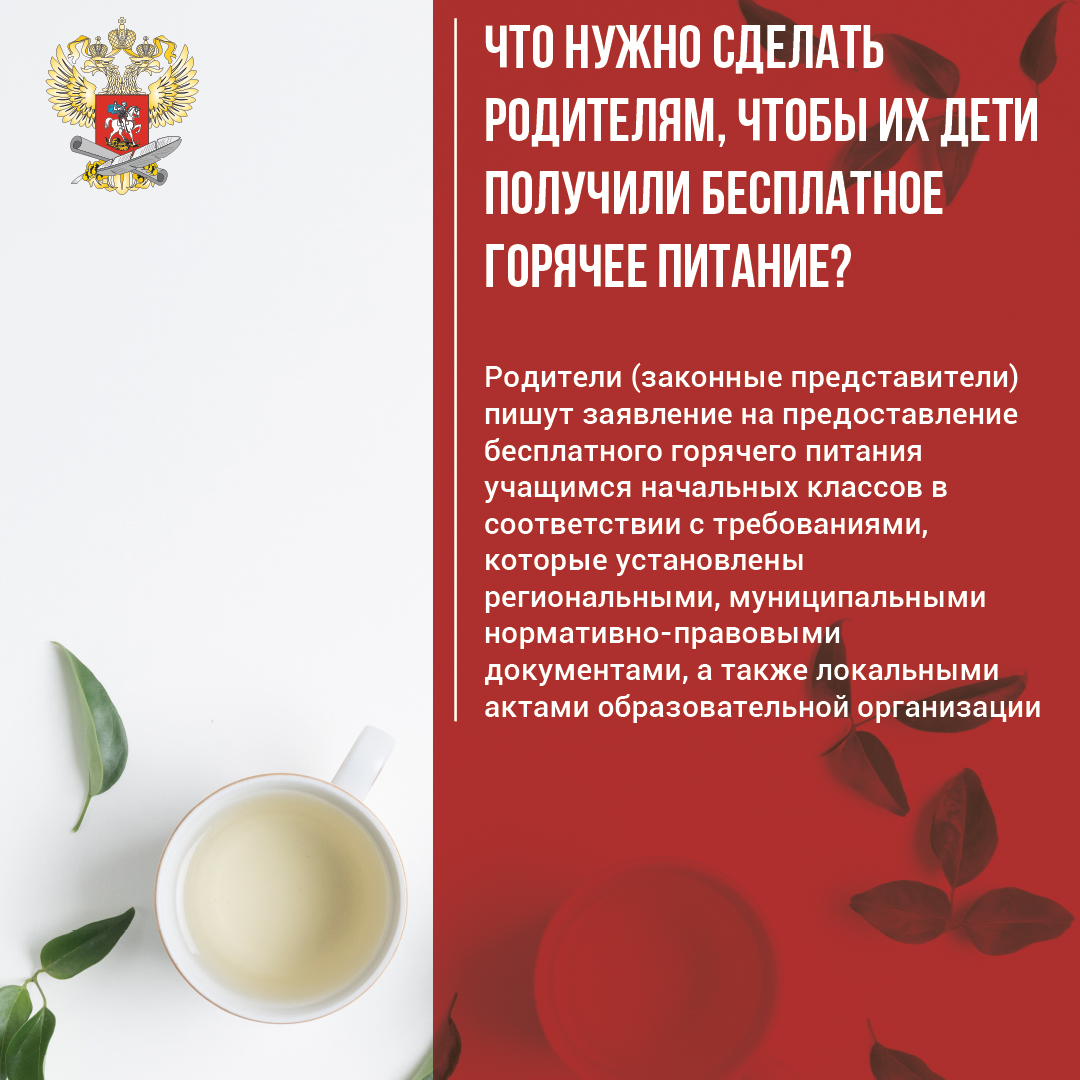 ЧТО НУЖНО СДЕЛАТЬ
РОДИТЕЛЯМ, ЧТОБЫ ИХ ДЕТИ
ПОЛУЧИЛИ БЕСПЛАТНОЕ
ГОРЯЧЕЕ ПИТАНИЕ?
Родители (законные представители)
пишут заявление на предоставление
бесплатного горячего питания
учащимся начальных классов в
соответствии с требованиями,
которые установлены
региональными, муниципальными
нормативно-правовыми
документами, а также локальными
актами образовательной организации